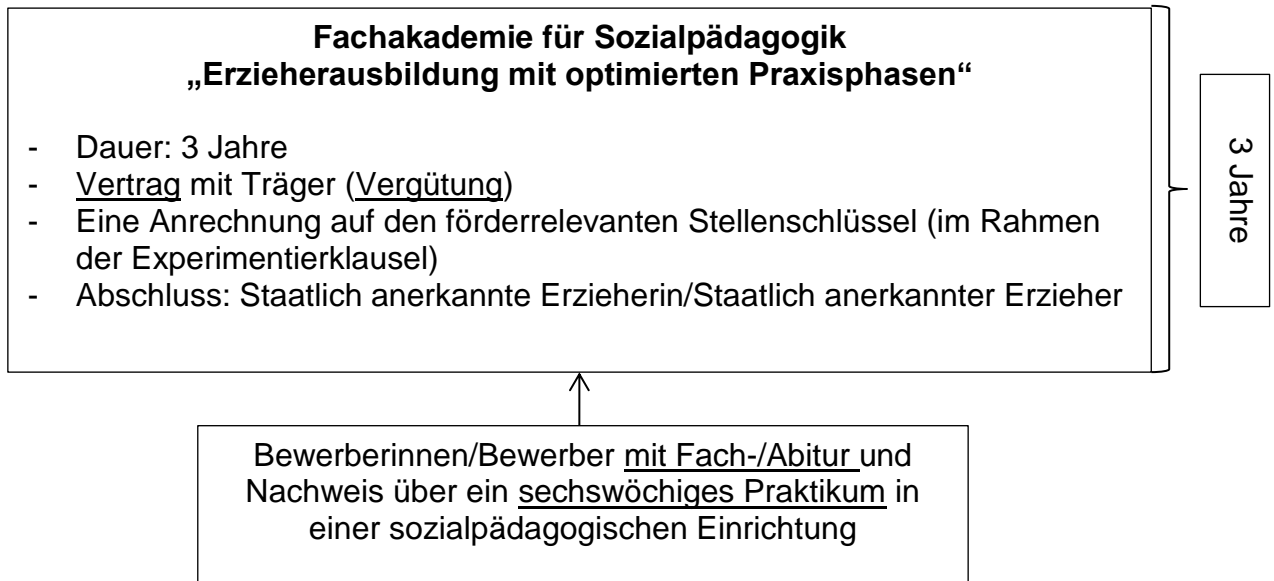 Fachakademie für Sozialpädagogik
„Erzieherausbildung mit optimierten Praxisphasen“
- Dauer: 3 Jahre
- Vertrag mit Träger (Vergütung)
- Eine Anrechnung auf den förderrelevanten Stellenschlüssel (im Rahmen
der Experimentierklausel)
- Abschluss: Staatlich anerkannte Erzieherin/Staatlich anerkannter Erzieher
3 Jahre
Bewerberinnen/Bewerber mit Fach-/Abitur und
Nachweis über ein sechswöchiges Praktikum in
einer sozialpädagogischen Einrichtung